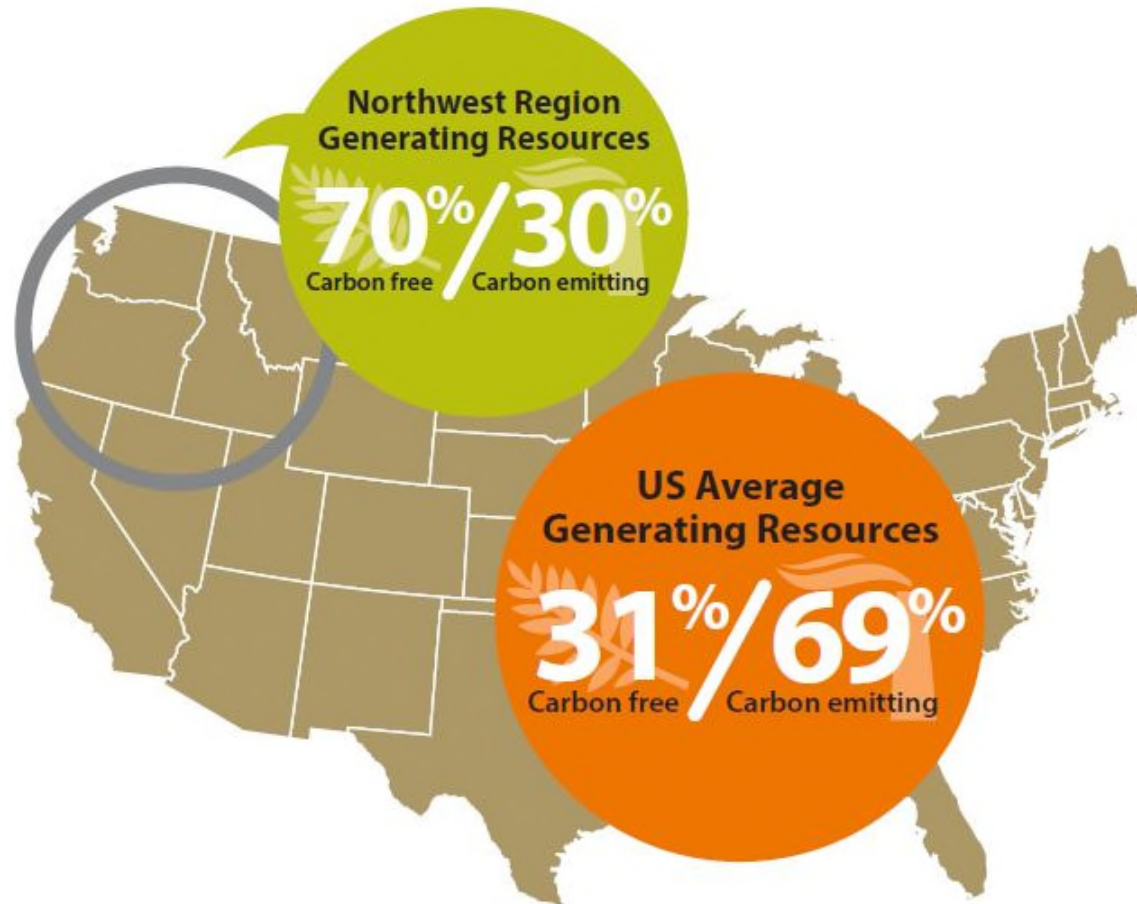 Northwest Region
Generating Resources
70%/30%
Carbon free Carbon emitting
US Average
Generating Resources
31%/69%
Carbon free Carbon emitting